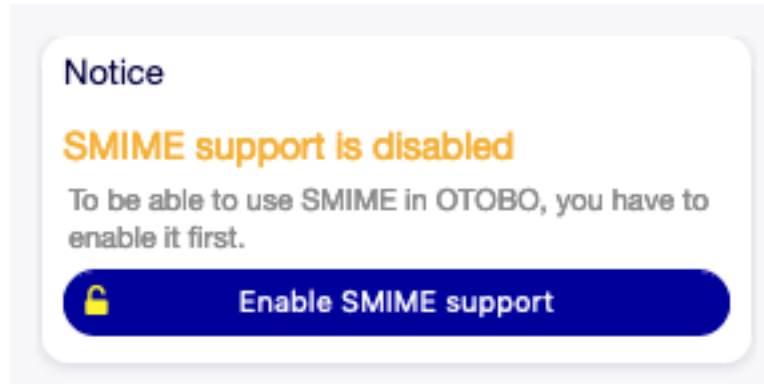 Notice
SMIME support is disabled
To be able to use SMIME in OTOBO, you have to
enable it first.
Enable SMIME support